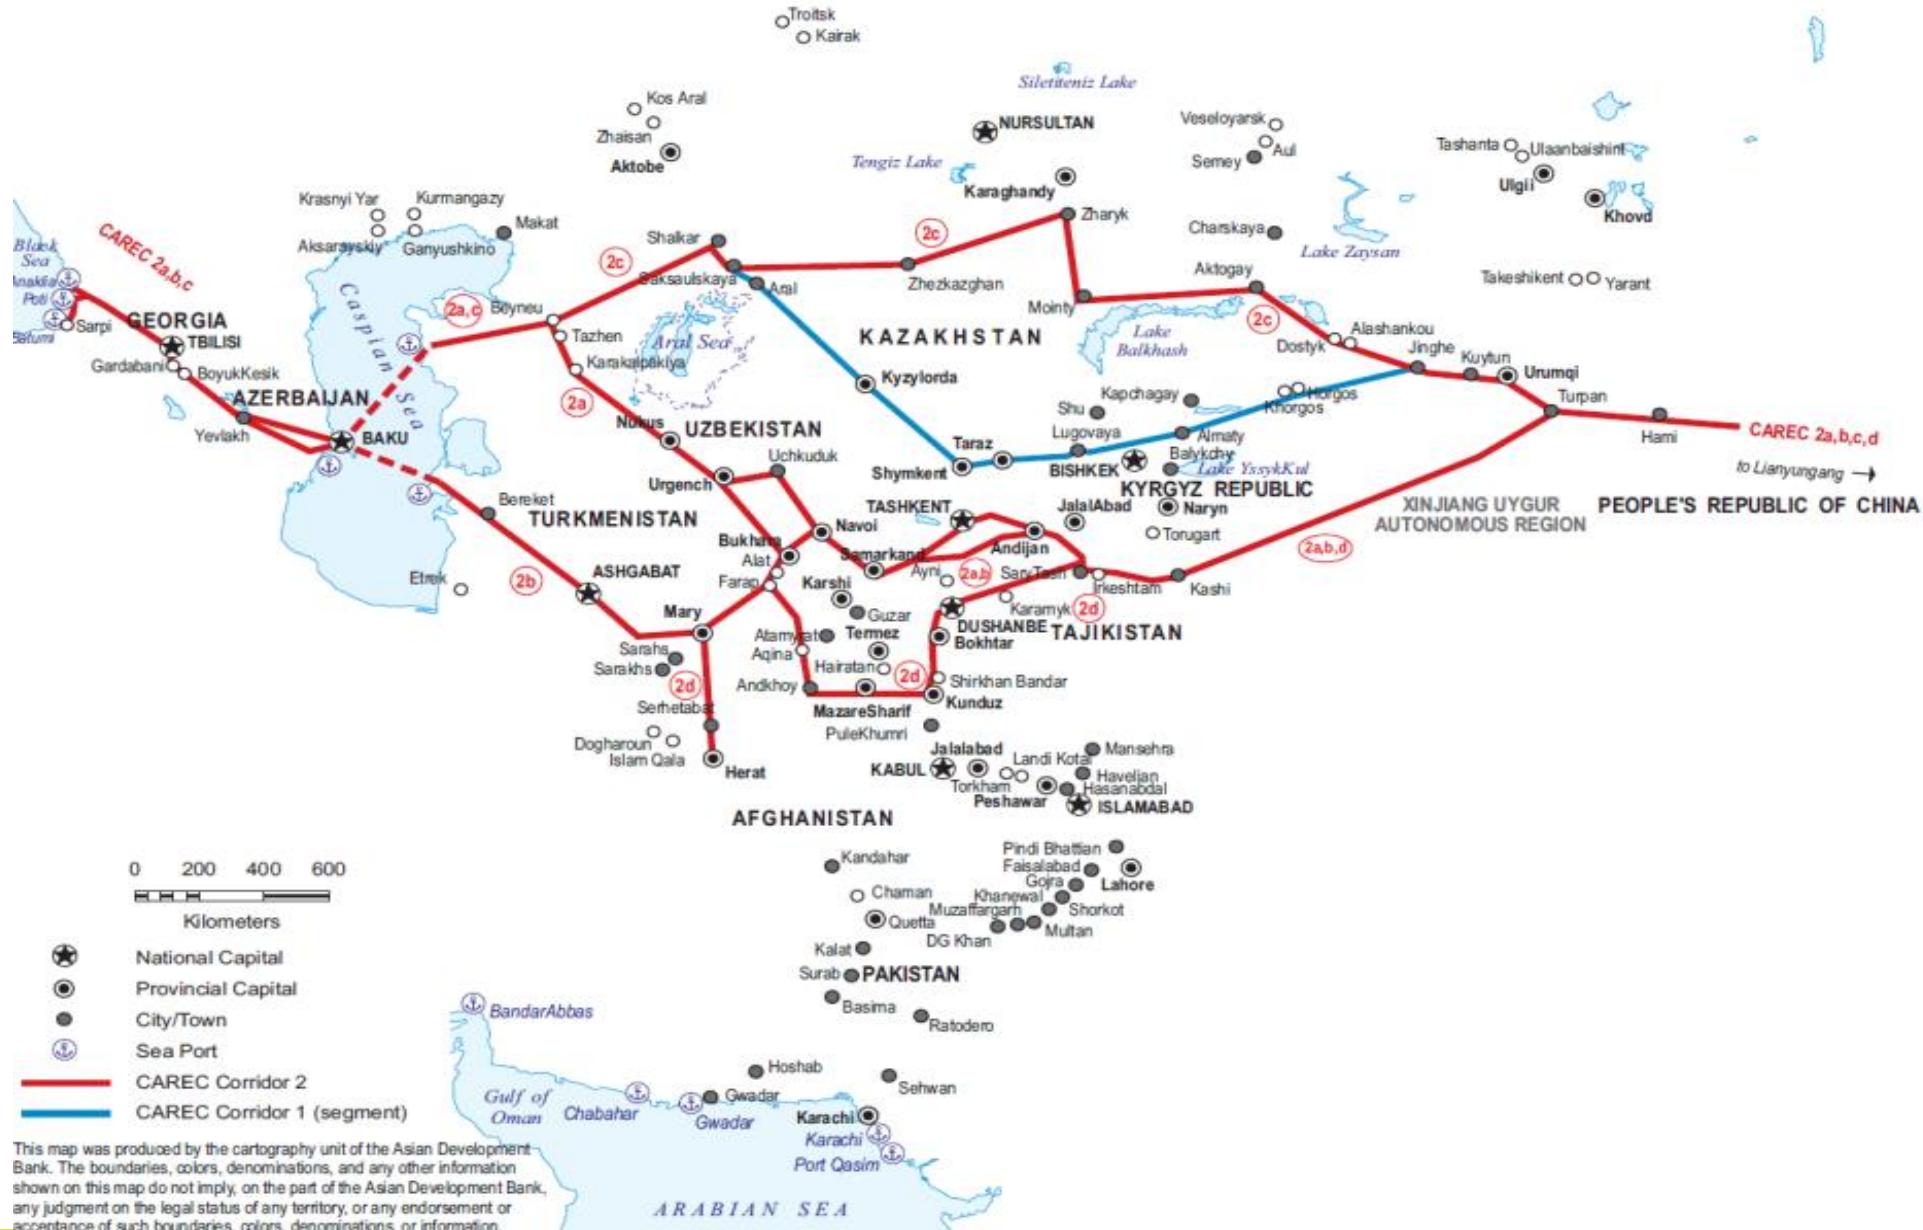 Troitsk
Kairak
Siletiteniz Lake
Kos Aral
Zhaisan
Aktobe
NURSULTAN
Veseloyarsk
Aul
Semey
Tashanta
Ulaanbaishint
Ulgii
Khovd
Tengiz Lake
Karaghandy
Krasnyi Yar
Kurmangazy
Makat
Aksarayskiy
Ganyushkino
Zharyk
Charskaya
Lake Zaysan
Shalkar
2c
2c
CAREC 2a,b,c
Black
Sea
Anaklia
Poti
Batumi
Sarpi
Saksaulskaya
Aral
Zhezkazghan
Aktogay
Takeshikent
Yarant
Caspian
Sea
2a,c
Beyneu
Mointy
2c
GEORGIA
TBILISI
Tazhen
Aral Sea
KAZAKHSTAN
Lake
Balkhash
Alashankou
Dostyk
Jinghe
Kuytun
Urumqi
Gardabani
BoyukKesik
Karakalpakiya
Kyzylorda
AZERBAIJAN
2a
Kapchagay
Horgos
Khorgos
Turpan
Shu
Yevlakh
BAKU
Nukus
UZBEKISTAN
Lugovaya
Almaty
Hami
CAREC 2a,b,c,d
Taraz
Uchkuduk
Shymkent
BISHKEK
Balykchy
Lake YssykKul
to Lianyungang
Urgench
KYRGYZ REPUBLIC
Bereket
TURKMENISTAN
TASHKENT
JalalAbad
Naryn
XINJIANG UYGUR
AUTONOMOUS REGION
PEOPLE'S REPUBLIC OF CHINA
Navoi
Torugart
Bukhara
Samarkand
Andijan
2a,b,d
Alat
Etrek
2b
ASHGABAT
Farap
Karshi
Ayni
2a,b
SaryTash
Irkeshtam
Kashi
Mary
Guzar
Karamyk
2d
DUSHANBE
TAJIKISTAN
Atamyrat
Termez
Bokhtar
Sarahs
Aqina
Sarakhs
Hairatan
2d
2d
Andkhoy
Shirkhan Bandar
Serhetabat
MazareSharif
Kunduz
PuleKhumri
Dogharoun
Islam Qala
Herat
Jalalabad
Landi Kotal
Mansehra
KABUL
Torkham
Havelian
Peshawar
Hasanabdal
ISLAMABAD
AFGHANISTAN
Kandahar
Pindi Bhattian
Faisalabad
Gojra
Lahore
Chaman
Khanewal
Muzaffargarh
Shorkot
Quetta
DG Khan
Multan
Kalat
Surab
PAKISTAN
Basima
Ratodero
BandarAbbas
Hoshab
Sehwan
Gulf of
Oman
Chabahar
Gwadar
Gwadar
Karachi
Karachi
Port Qasim
ARABIAN SEA
0 200 400 600
Kilometers
National Capital
Provincial Capital
City/Town
Sea Port
CAREC Corridor 2
CAREC Corridor 1 (segment)
This map was produced by the cartography unit of the Asian Development
Bank. The boundaries, colors, denominations, and any other information
shown on this map do not imply, on the part of the Asian Development Bank,
any judgment on the legal status of any territory, or any endorsement or
acceptance of such boundaries, colors, denominations, or information.